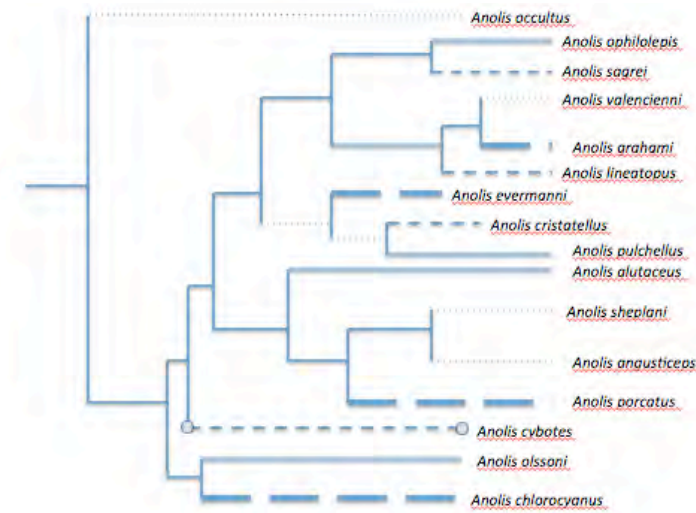 Anolis occultus
Anolis ophilolepis
Anolis sagrei
Anolis valencienni
Anolis grahami
Anolis lineatopus
Anolis evermanni
Anolis cristatellus
Anolis pulchellus
Anolis alutaceus
Anolis sheplani
Anolis angusticeps
Anolis porcatus
Anolis cybotes
Anolis olssoni
Anolis chlorocyanus